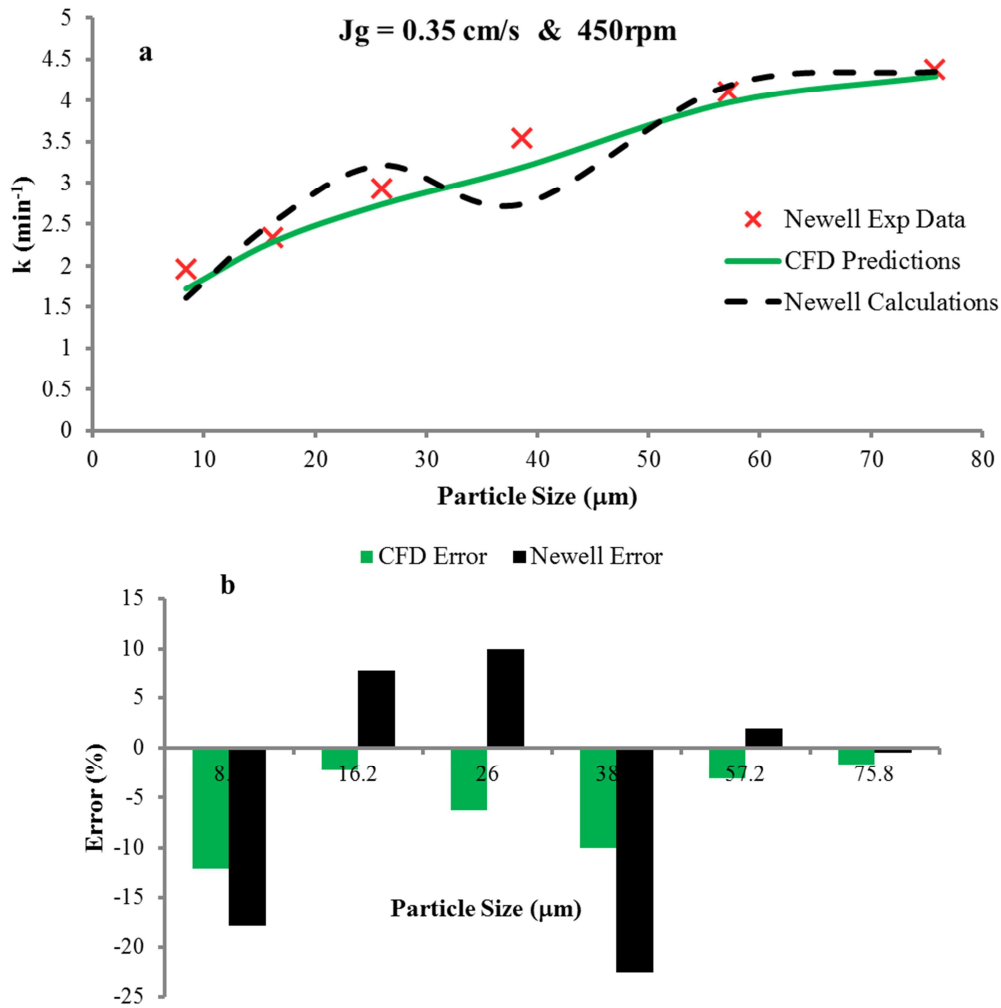 Jg = 0.35 cm/s & 450rpm
a
5
4.5
4
3.5
3
2.5
2
1.5
1
0.5
0
k (min-1)
Newell Exp Data
CFD Predictions
Newell Calculations
0 10 20 30 40 50 60 70 80
Particle Size (μm)
CFD Error Newell Error
b
15
10
5
0
-5
-10
-15
-20
-25
Error (%)
8. 16.2 26 38 57.2 75.8
Particle Size (μm)